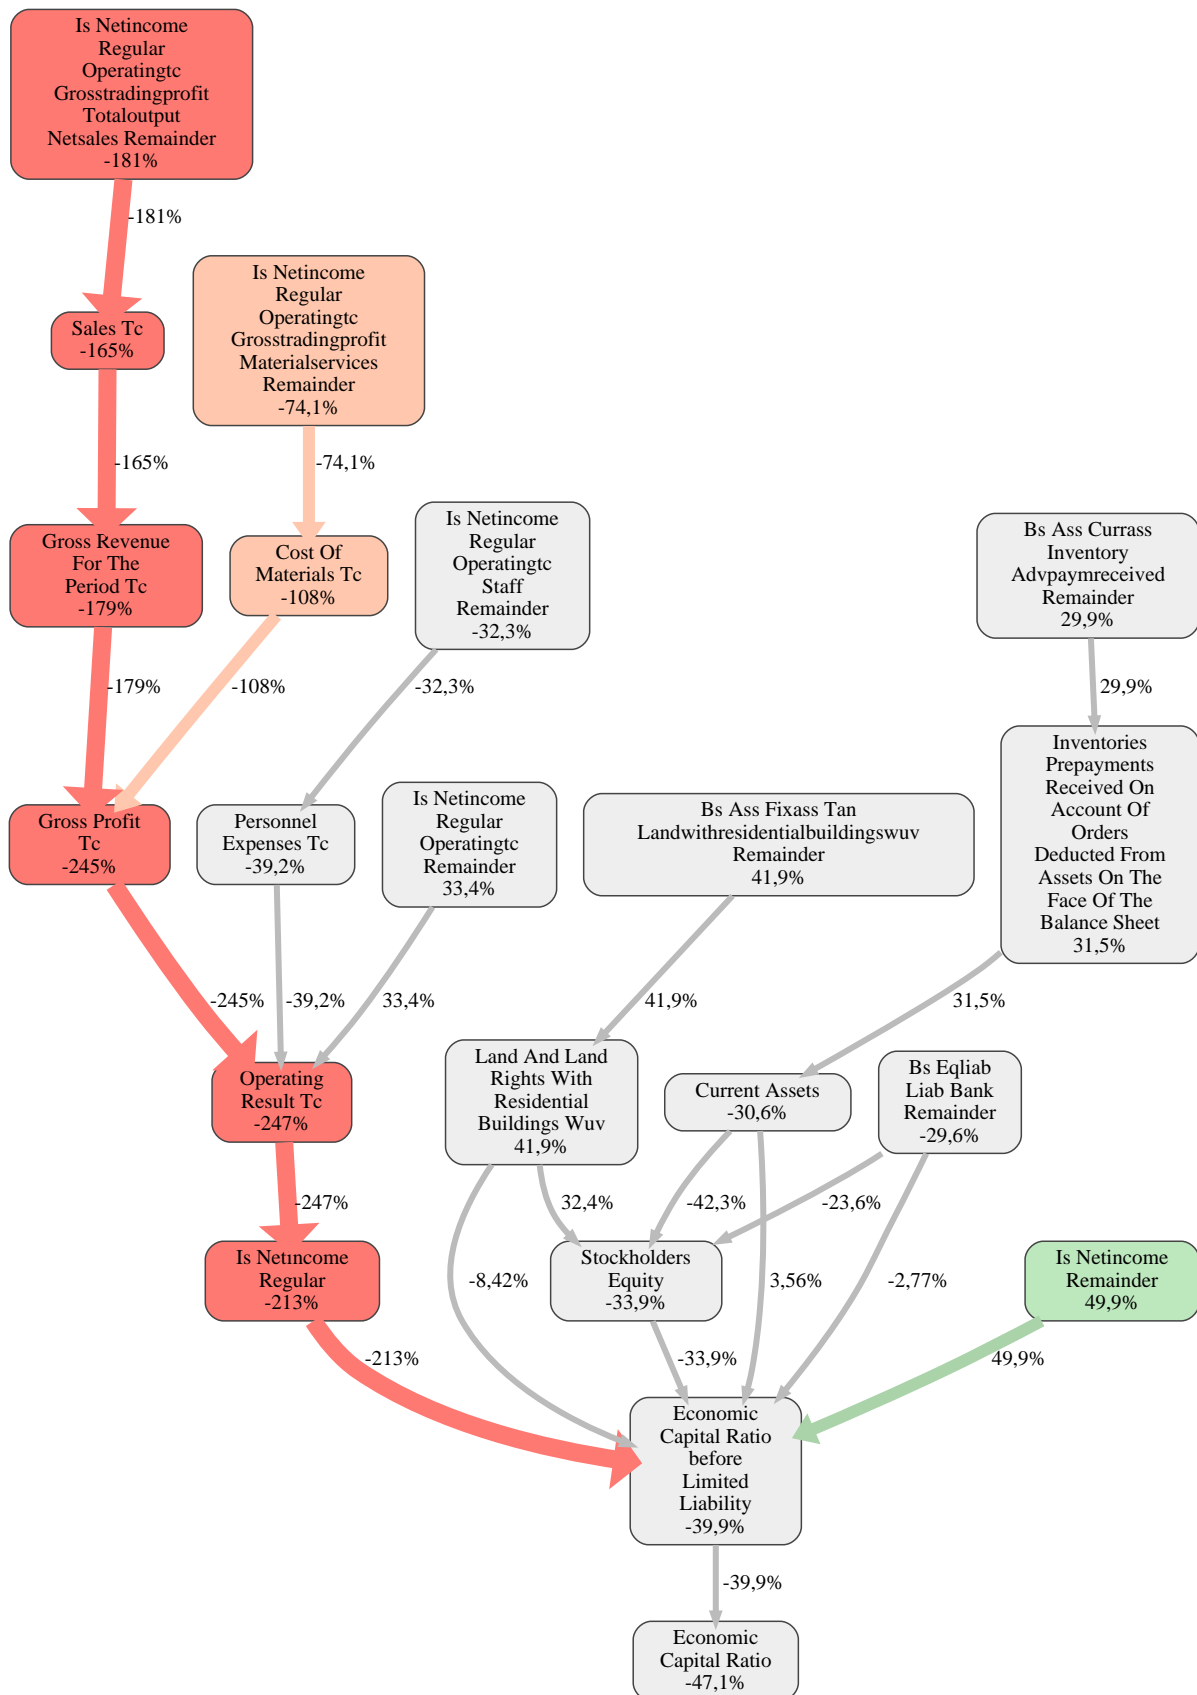 Is Netincome
Regular
Operatingtc
Grosstradingprofit
Totaloutput
Netsales Remainder
-181%
-181%
Sales Tc
-165%
Is Netincome
Regular
Operatingtc
Grosstradingprofit
Materialservices
Remainder
-74,1%
-165%
-74,1%
Gross Revenue
For The
Period Tc
-179%
Cost Of
Materials Tc
-108%
Is Netincome
Regular
Operatingtc
Staff
Remainder
-32,3%
Bs Ass Currass
Inventory
Advpaymreceived
Remainder
29,9%
-179%
-108%
-32,3%
29,9%
Gross Profit
Tc
-245%
Personnel
Expenses Tc
-39,2%
Is Netincome
Regular
Operatingtc
Remainder
33,4%
Bs Ass Fixass Tan
Landwithresidentialbuildingswuv
Remainder
41,9%
Inventories
Prepayments
Received On
Account Of
Orders
Deducted From
Assets On The
Face Of The
Balance Sheet
31,5%
-245%
-39,2%
33,4%
41,9%
31,5%
Operating
Result Tc
-247%
Land And Land
Rights With
Residential
Buildings Wuv
41,9%
Current Assets
-30,6%
Bs Eqliab
Liab Bank
Remainder
-29,6%
-247%
32,4%
-42,3%
-23,6%
Is Netincome
Regular
-213%
-8,42%
Stockholders
Equity
-33,9%
3,56%
-2,77%
Is Netincome
Remainder
49,9%
-213%
-33,9%
49,9%
Economic
Capital Ratio
before
Limited
Liability
-39,9%
-39,9%
Economic
Capital Ratio
-47,1%